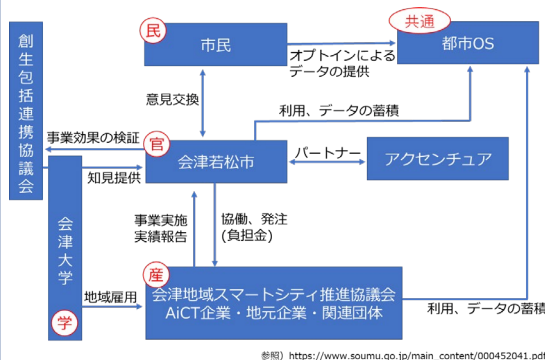 共通
民
市民
都市OS
オプトインによる
データの提供
創生包括連携協議会
意見交換
利用、データの蓄積
事業効果の検証
官
会津若松市
パートナー
アクセンチュア
知見提供
会津大学
事業実施
実績報告
協働、発注
(負担金)
産
地域雇用
会津地域スマートシティ推進協議会
AiCT企業・地元企業・関連団体
学
利用、データの蓄積
参照）https://www.soumu.go.jp/main_content/000452041.pdf